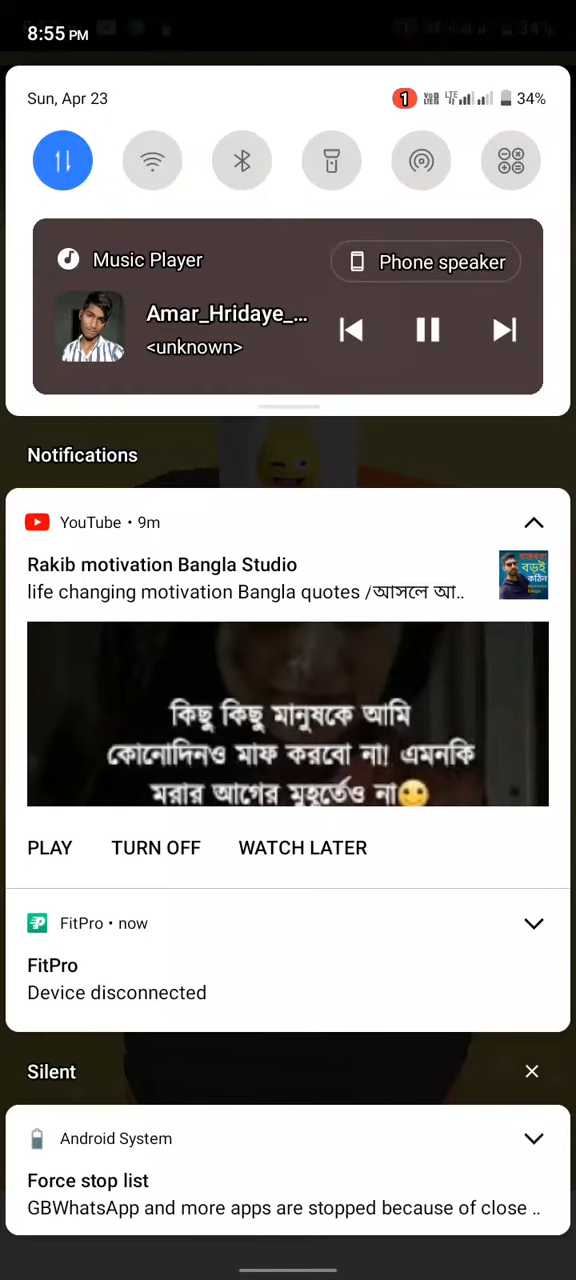 8:55 PM
Sun, Apr 23
1
34%
Music Player
Phone speaker
Amar_Hridaye_...
<unknown>
Notifications
YouTube • 9m
Rakib motivation Bangla Studio
life changing motivation Bangla quotes /আসলে আ..
বড়ই
কঠিন
কিছু কিছু মানুষকে আমি
কোনোদিনও মাফ করবো না! এমনকি
মরার আগের মুহূর্তেও না
PLAY
TURN OFF
WATCH LATER
FitPro • now
FitPro
Device disconnected
Silent
Android System
Force stop list
GBWhatsApp and more apps are stopped because of close ..